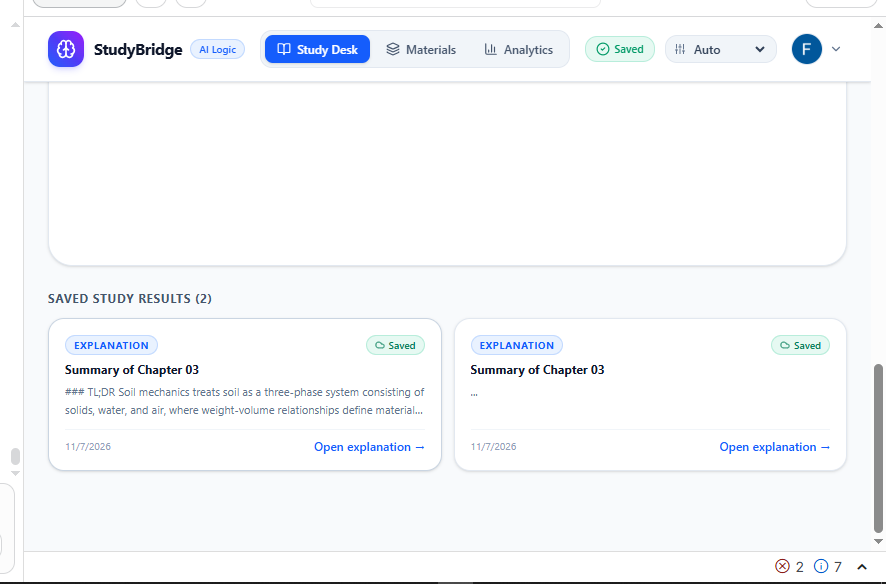 StudyBridge AI Logic Study Desk Materials Analytics Saved Auto F
SAVED STUDY RESULTS (2)
EXPLANATION Saved
Summary of Chapter 03
### TL;DR Soil mechanics treats soil as a three-phase system consisting of
solids, water, and air, where weight-volume relationships define material...
11/7/2026 Open explanation →
EXPLANATION Saved
Summary of Chapter 03
...
11/7/2026 Open explanation →
2 7